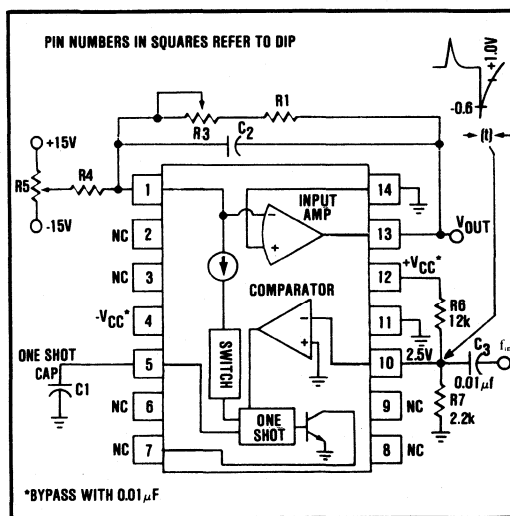 PIN NUMBERS IN SQUARES REFER TO DIP
+1.0V
-0.6
(t)
R1
R3
C2
+15V
R5
R4
-15V
1
14
INPUT
AMP
-
+
13
VOUT
NC 2
12
+VCC*
NC 3
COMPARATOR
R6
12k
-VCC*
4
11
-
+
2.5V
10
C3
0.01µf
ONE SHOT
CAP
C1
5
SWITCH
R7
2.2k
NC 6
9 NC
ONE
SHOT
NC 7
8 NC
*BYPASS WITH 0.01µF